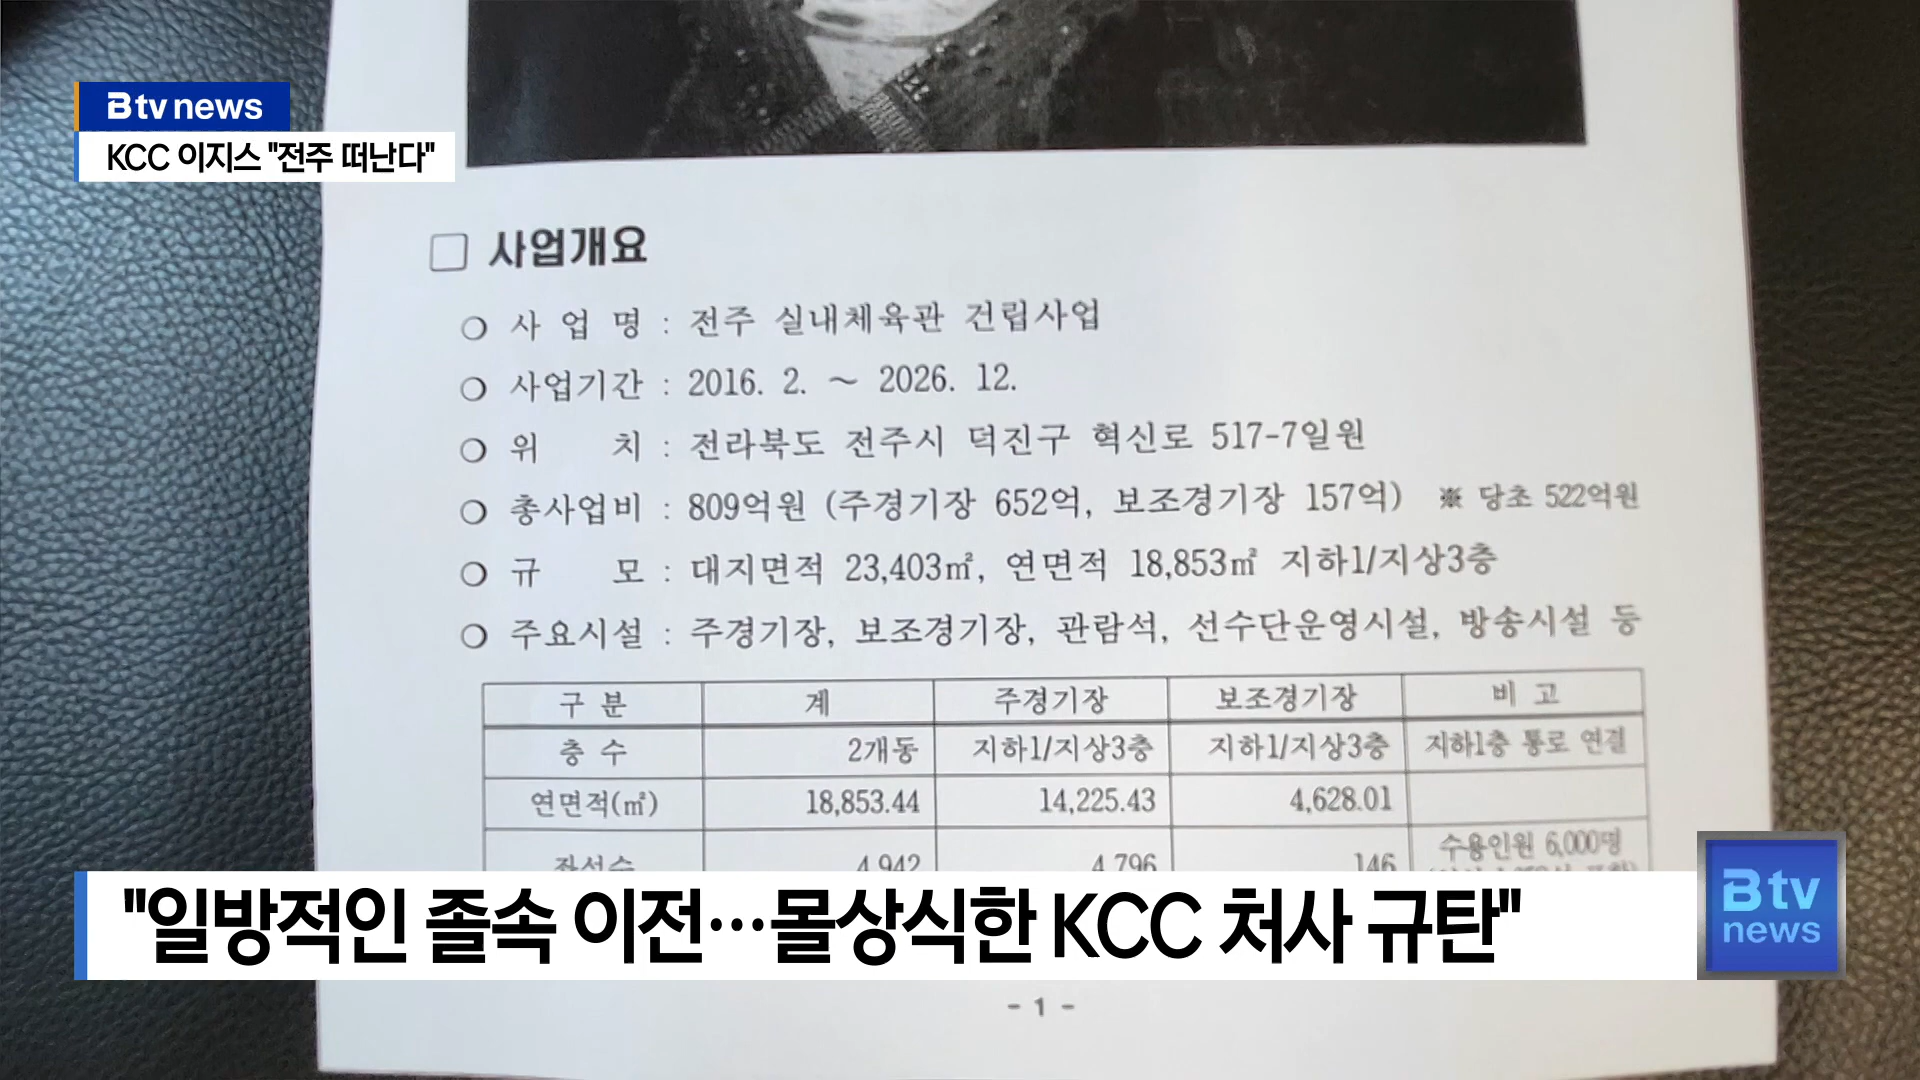 B tv news
KCC 이지스 "전주 떠난다"
□ 사업개요
○ 사 업 명 : 전주 실내체육관 건립사업
○ 사업기간 : 2016. 2. ~ 2026. 12.
○ 위 치 : 전라북도 전주시 덕진구 혁신로 517-7일원
○ 총사업비 : 809억원 (주경기장 652억, 보조경기장 157억) ※ 당초 522억원
○ 규 모 : 대지면적 23,403㎡, 연면적 18,853㎡ 지하1/지상3층
○ 주요시설 : 주경기장, 보조경기장, 관람석, 선수단운영시설, 방송시설 등
구 분 계 주경기장 보조경기장 비 고
층 수 2개동 지하1/지상3층 지하1/지상3층 지하1층 통로 연결
연면적(㎡) 18,853.44 14,225.43 4,628.01
좌석수 4,942 4,796 146 수용인원 6,000명
"일방적인 졸속 이전…몰상식한 KCC 처사 규탄"
B tv
news
- 1 -